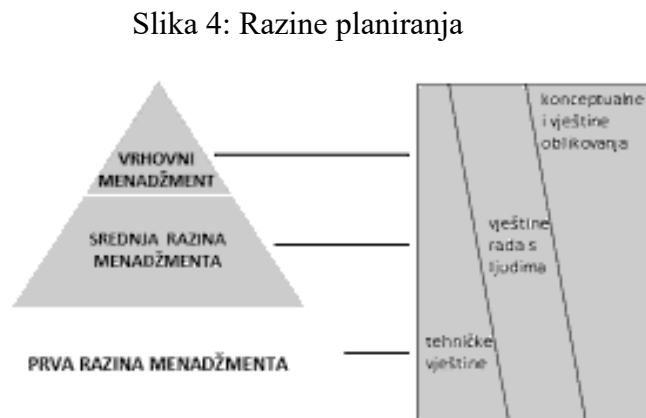 Slika 4: Razine planiranja
VRHOVNI
MENADŽMENT
SREDNJA RAZINA
MENADŽMENTA
PRVA RAZINA MENADŽMENTA
konceptualne
i vještine
oblikovanja
vještine
rada s
ljudima
tehničke
vještine